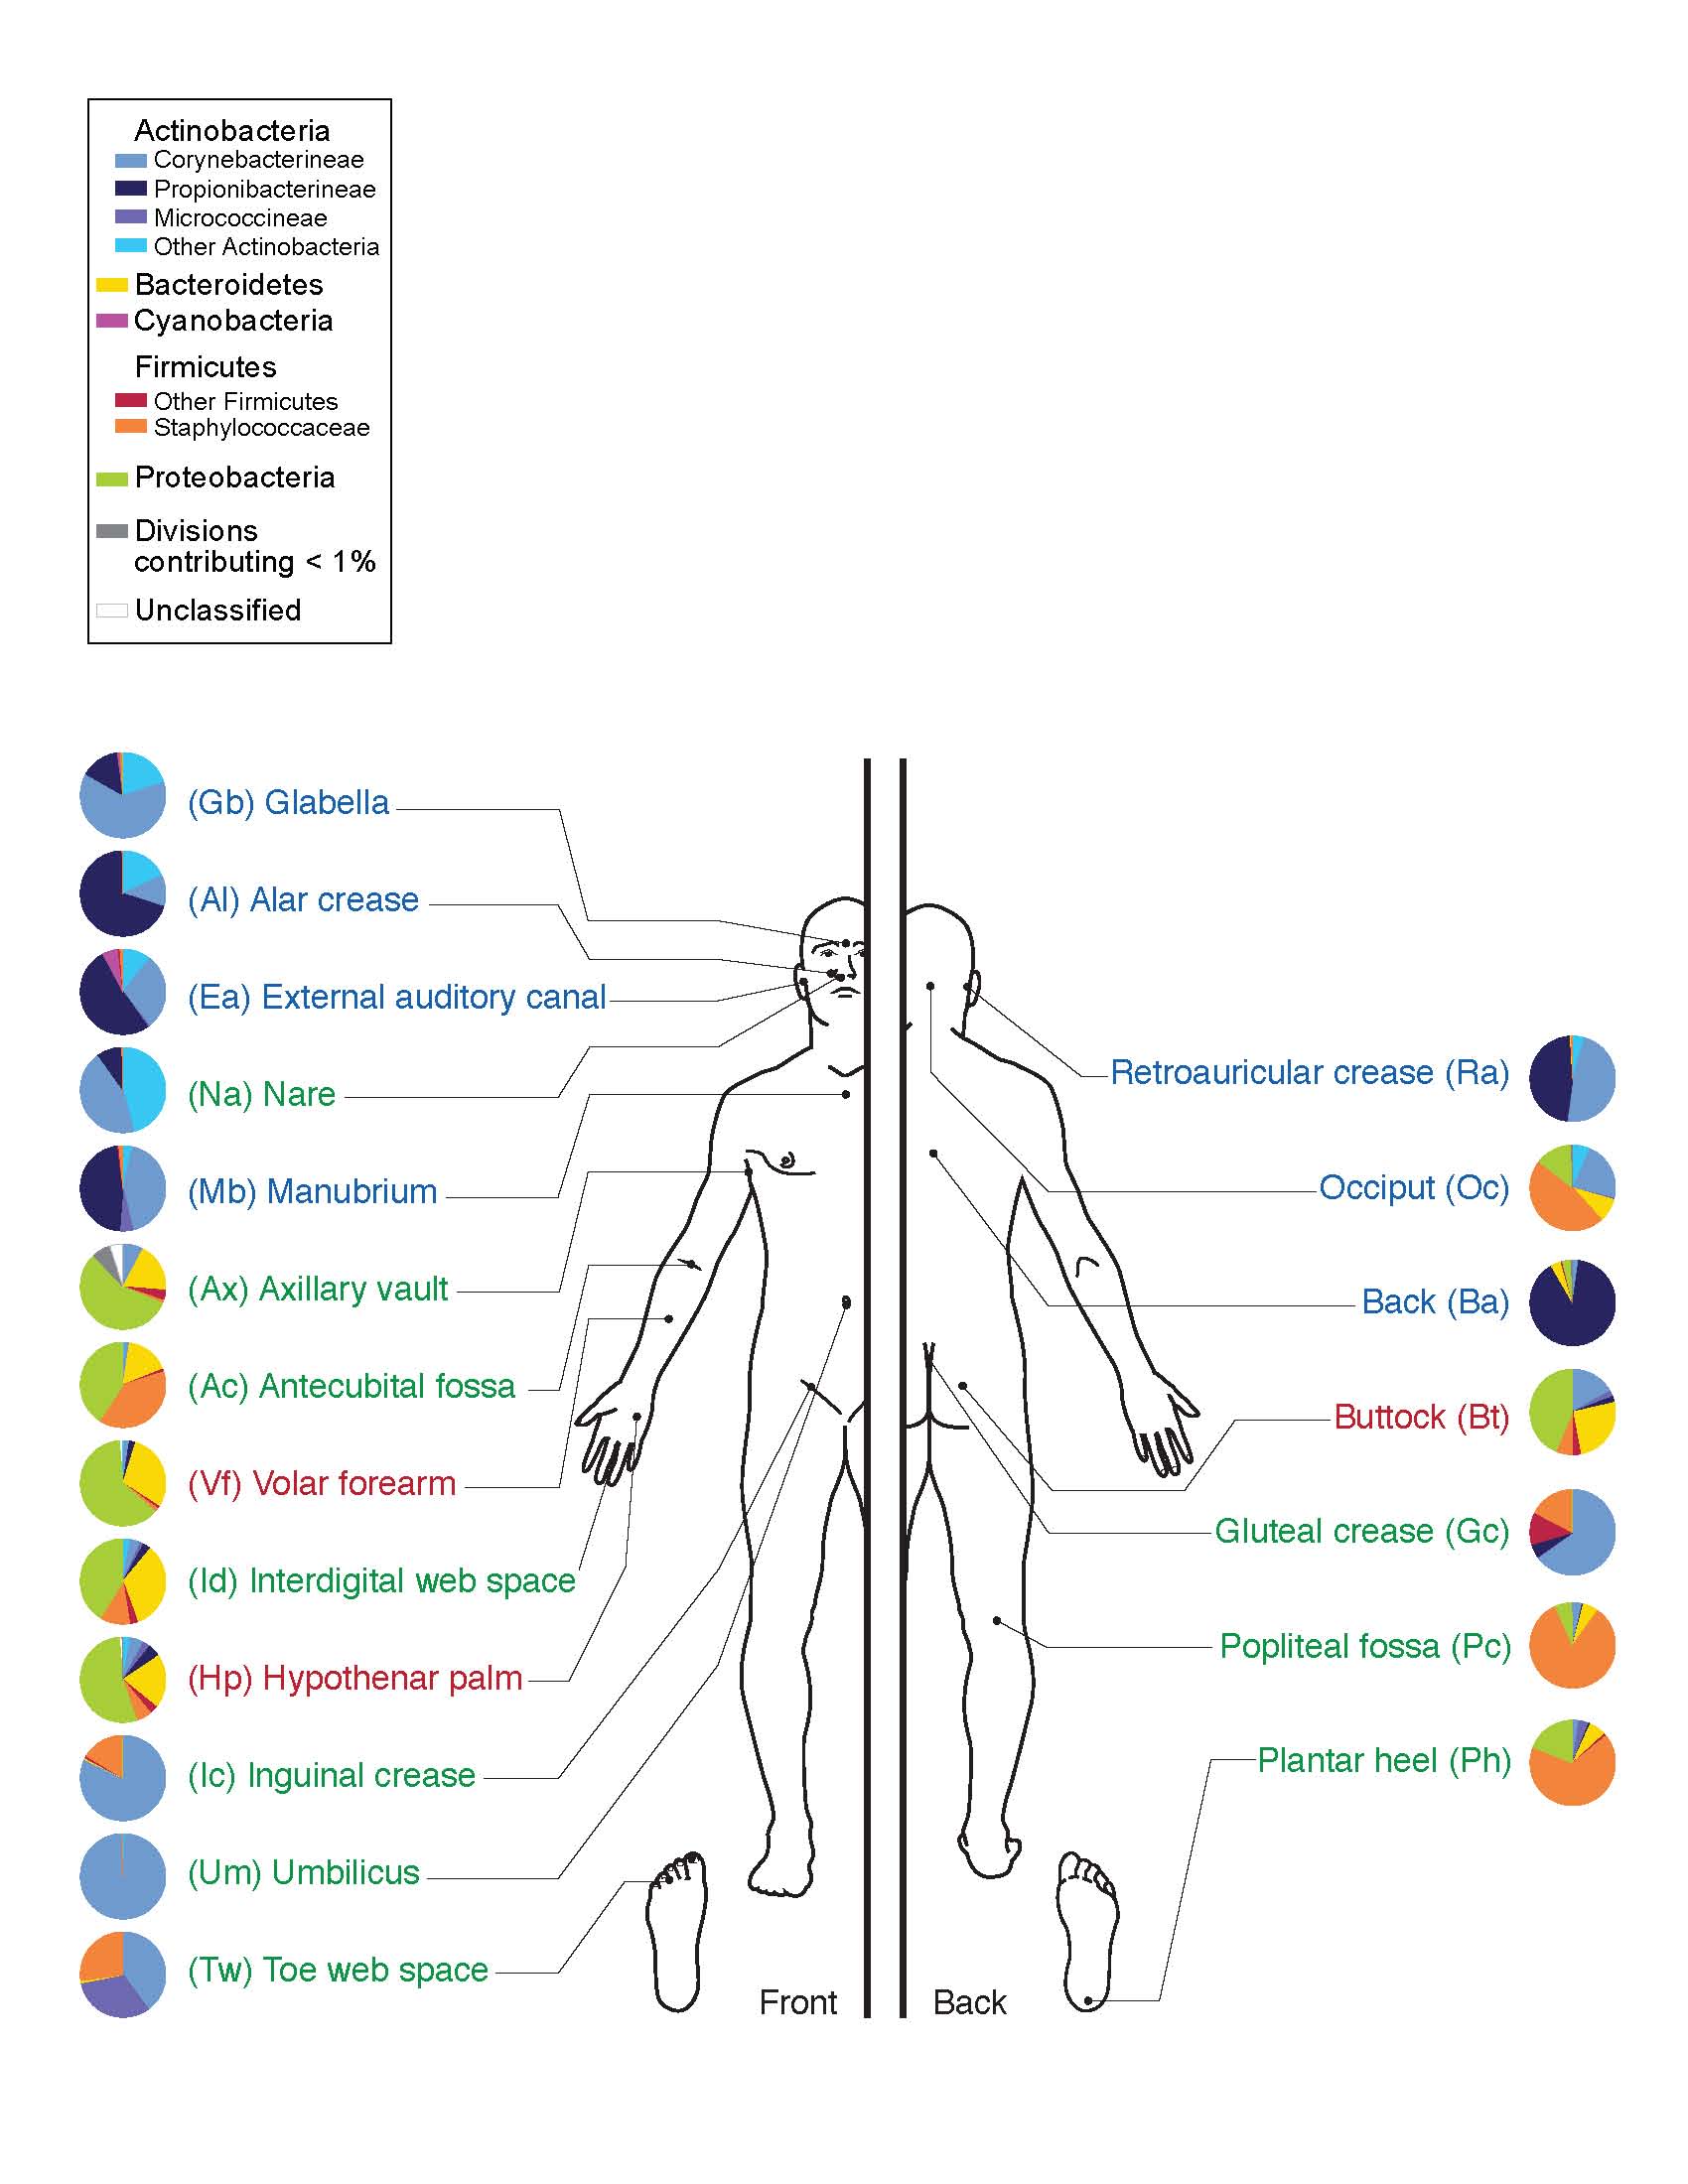 Actinobacteria
Corynebacterineae
Propionibacterineae
Micrococcineae
Other Actinobacteria
Bacteroidetes
Cyanobacteria
Firmicutes
Other Firmicutes
Staphylococcaceae
Proteobacteria
Divisions
contributing < 1%
Unclassified
(Gb) Glabella
(Al) Alar crease
(Ea) External auditory canal
(Na) Nare
(Mb) Manubrium
(Ax) Axillary vault
(Ac) Antecubital fossa
(Vf) Volar forearm
(Id) Interdigital web space
(Hp) Hypothenar palm
(Ic) Inguinal crease
(Um) Umbilicus
(Tw) Toe web space
Front
Back
Retroauricular crease (Ra)
Occiput (Oc)
Back (Ba)
Buttock (Bt)
Gluteal crease (Gc)
Popliteal fossa (Pc)
Plantar heel (Ph)